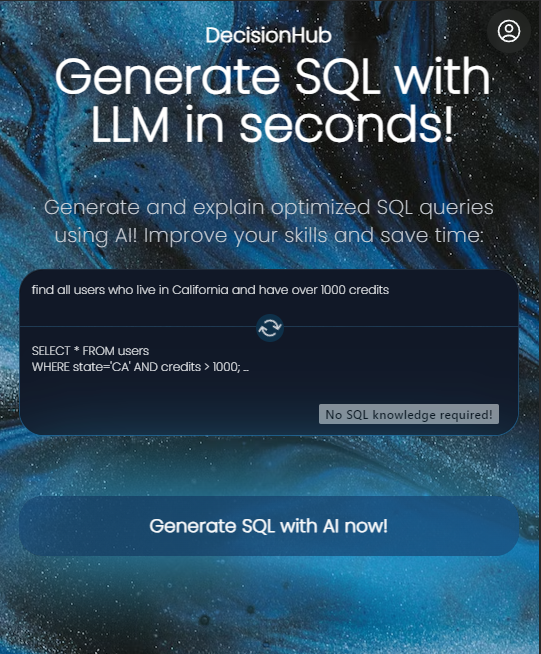 DecisionHub
Generate SQL with
LLM in seconds!
Generate and explain optimized SQL queries
using AI! Improve your skills and save time:
find all users who live in California and have over 1000 credits
SELECT * FROM users
WHERE state='CA' AND credits > 1000; ...
No SQL knowledge required!
Generate SQL with AI now!